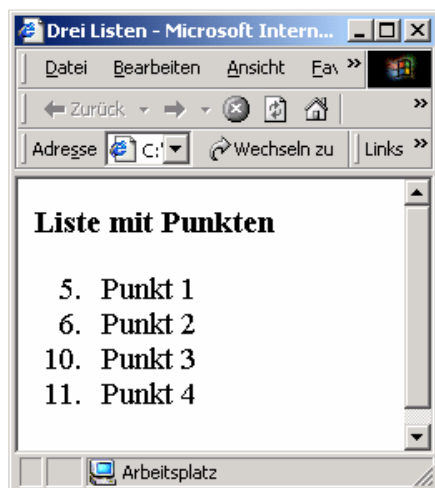 Drei Listen - Microsoft Intern...
Datei Bearbeiten Ansicht Fav »
Zurück »
Adresse C:\ Wechseln zu Links »
Liste mit Punkten
5. Punkt 1
6. Punkt 2
10. Punkt 3
11. Punkt 4
Arbeitsplatz